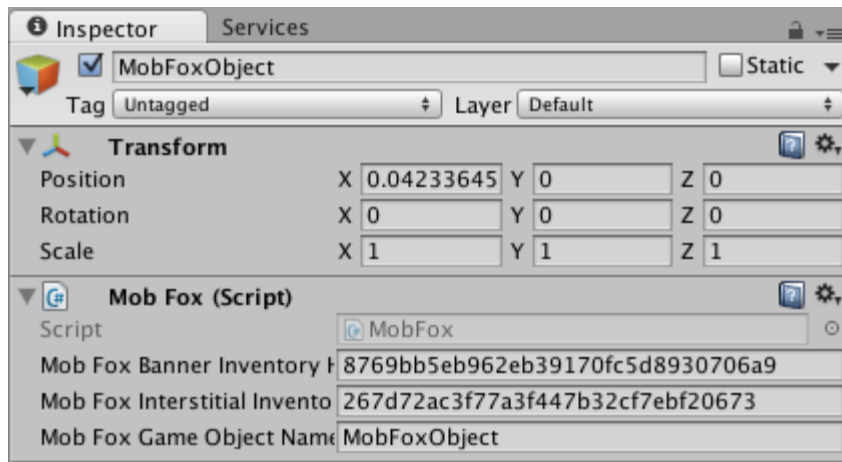 Inspector Services
MobFoxObject Static
Tag Untagged Layer Default
Transform
Position X 0.04233645 Y 0 Z 0
Rotation X 0 Y 0 Z 0
Scale X 1 Y 1 Z 1
Mob Fox (Script)
Script MobFox
Mob Fox Banner Inventory H 8769bb5eb962eb39170fc5d8930706a9
Mob Fox Interstitial Invento 267d72ac3f77a3f447b32cf7ebf20673
Mob Fox Game Object Name MobFoxObject